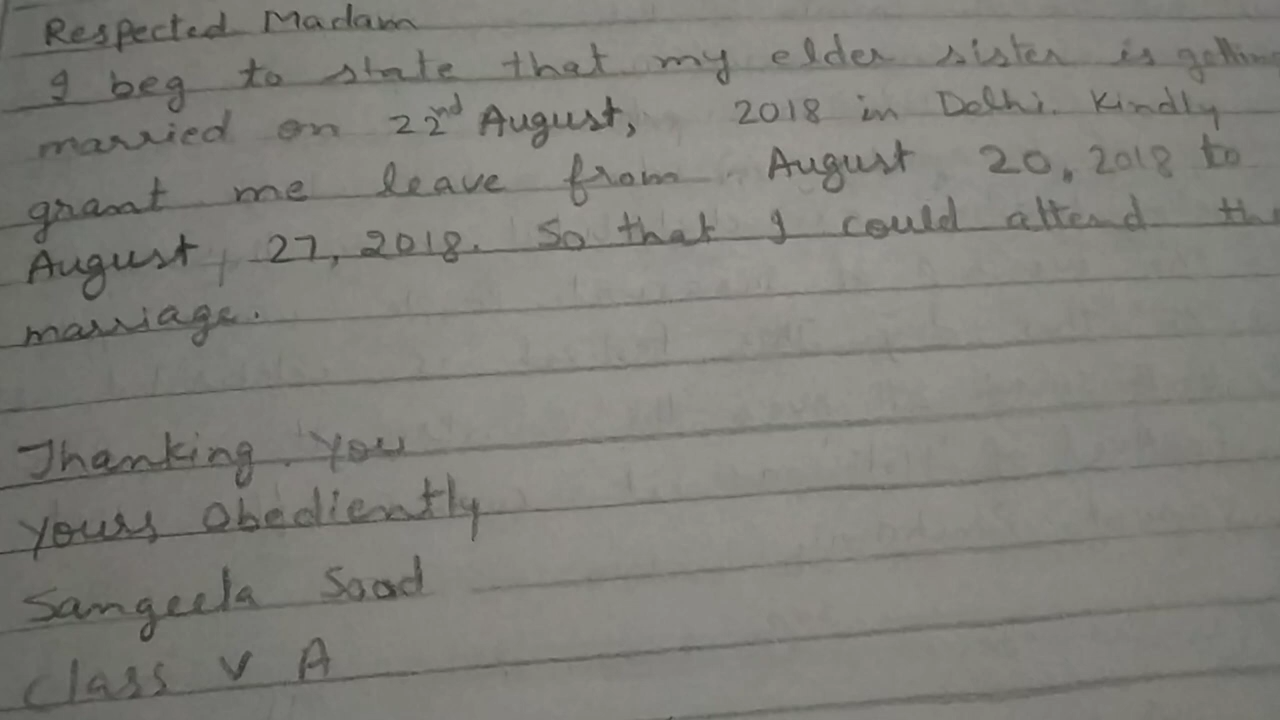 Respected Madam
I beg to state that my elder sister is getting
married on 22nd August, 2018 in Delhi. Kindly
grant me leave from August 20, 2018 to
August, 27, 2018. So that I could attend the
marriage.
Thanking you
Yours Obediently
Sangeeta Sood
Class V A